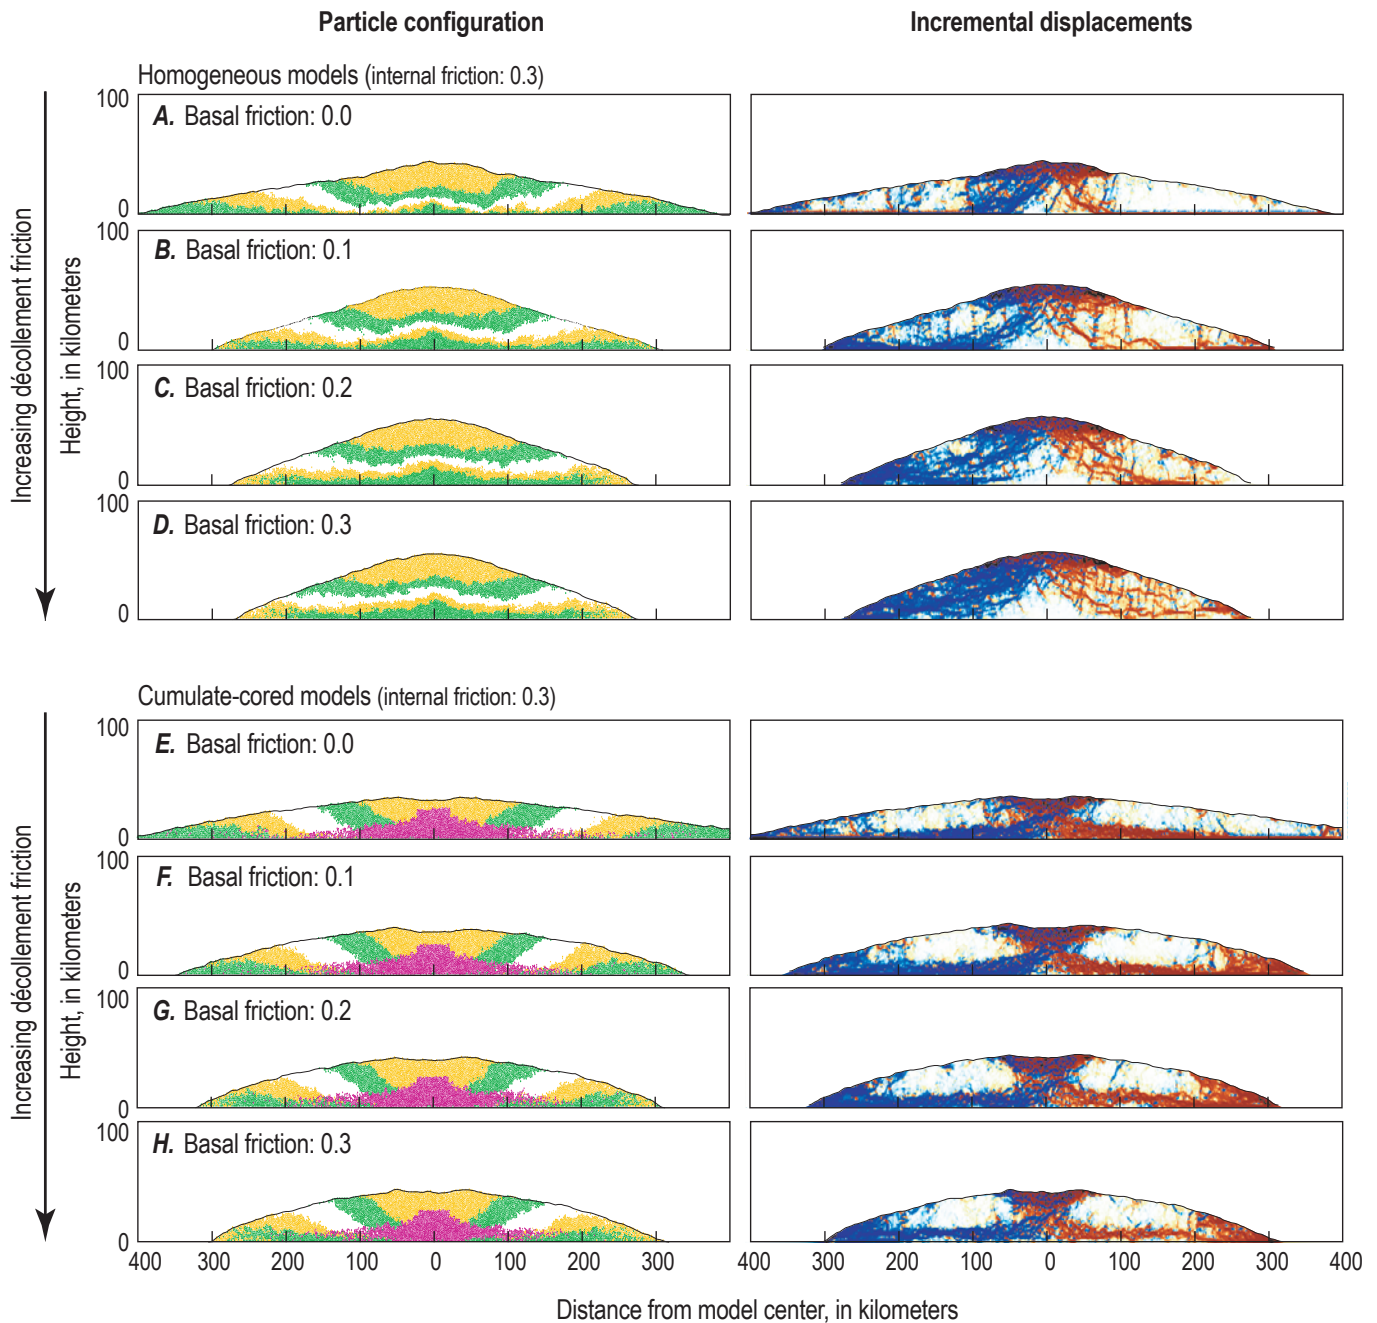 Particle configuration
Incremental displacements
Homogeneous models (internal friction: 0.3)
Increasing décollement friction
Height, in kilometers
100
0
A. Basal friction: 0.0
100
0
B. Basal friction: 0.1
100
0
C. Basal friction: 0.2
100
0
D. Basal friction: 0.3
Cumulate-cored models (internal friction: 0.3)
Increasing décollement friction
Height, in kilometers
100
0
E. Basal friction: 0.0
100
0
F. Basal friction: 0.1
100
0
G. Basal friction: 0.2
100
0
H. Basal friction: 0.3
400 300 200 100 0 100 200 300 400 300 200 100 0 100 200 300 400
Distance from model center, in kilometers